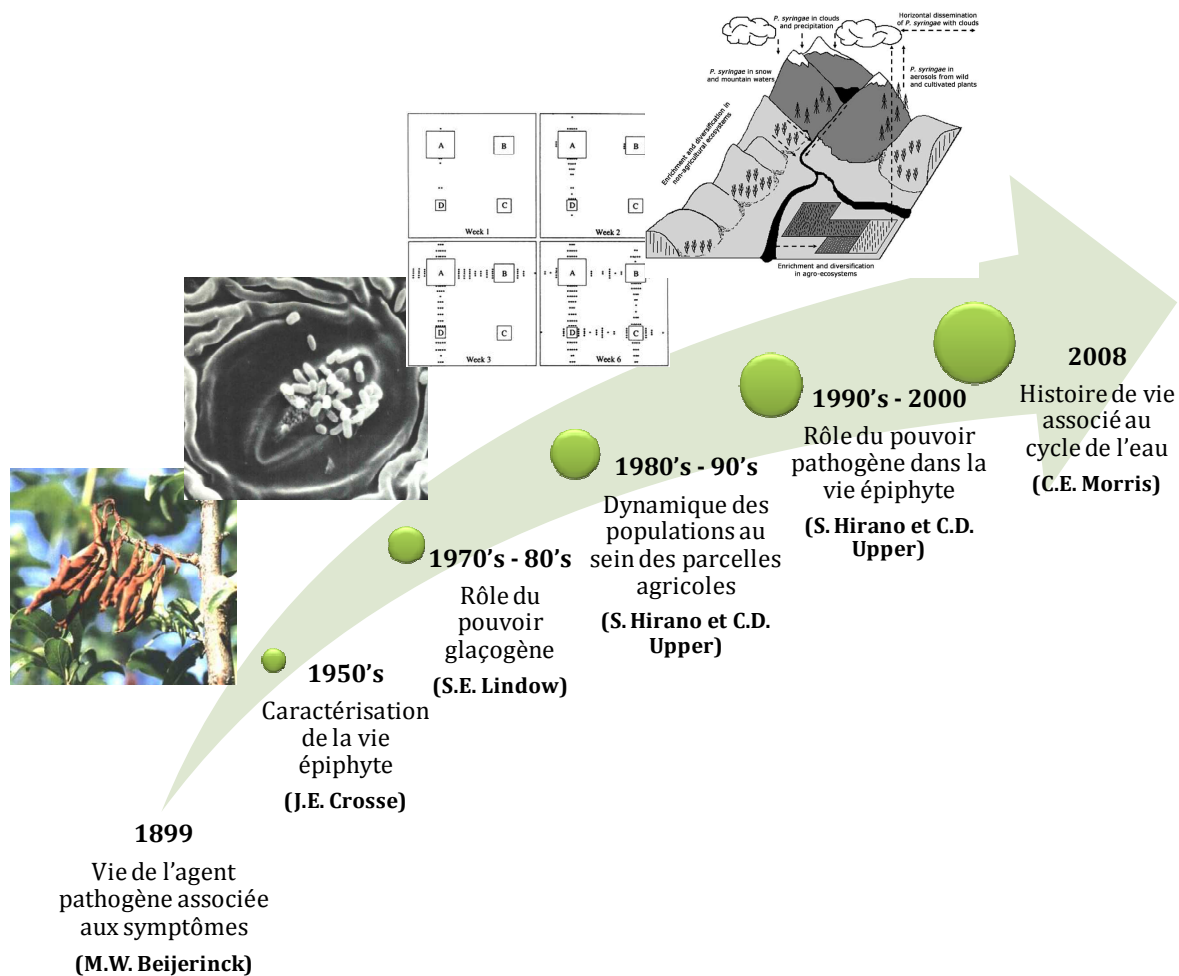 P. syringae in clouds
and precipitation
Horizontal dissemination
of P. syringae with clouds
P. syringae in snow
and mountain waters
P. syringae in
aerosols from wild
and cultivated plants
Enrichment and diversification in
non-agricultural ecosystems
Enrichment and diversification
in agro-ecosystems
A
B
D
C
Week 1
A
B
D
C
Week 2
A
B
D
C
Week 3
A
B
D
C
Week 6
1899
Vie de l’agent
pathogène associée
aux symptômes
(M.W. Beijerinck)
1950's
Caractérisation
de la vie
épiphyte
(J.E. Crosse)
1970's - 80's
Rôle du
pouvoir
glaçogène
(S.E. Lindow)
1980's - 90's
Dynamique des
populations au
sein des parcelles
agricoles
(S. Hirano et C.D.
Upper)
1990's - 2000
Rôle du pouvoir
pathogène dans la
vie épiphyte
(S. Hirano et C.D.
Upper)
2008
Histoire de vie
associé au
cycle de l’eau
(C.E. Morris)